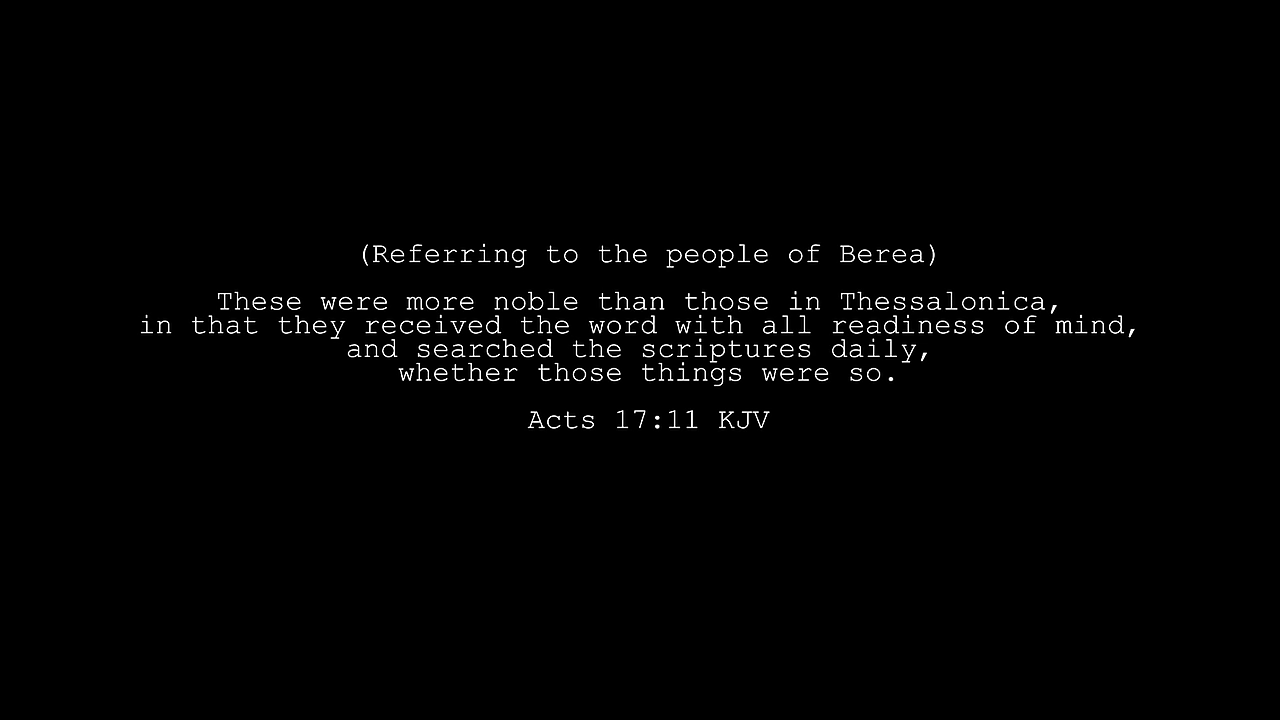 (Referring to the people of Berea)
These were more noble than those in Thessalonica,
in that they received the word with all readiness of mind,
and searched the scriptures daily,
whether those things were so.
Acts 17:11 KJV